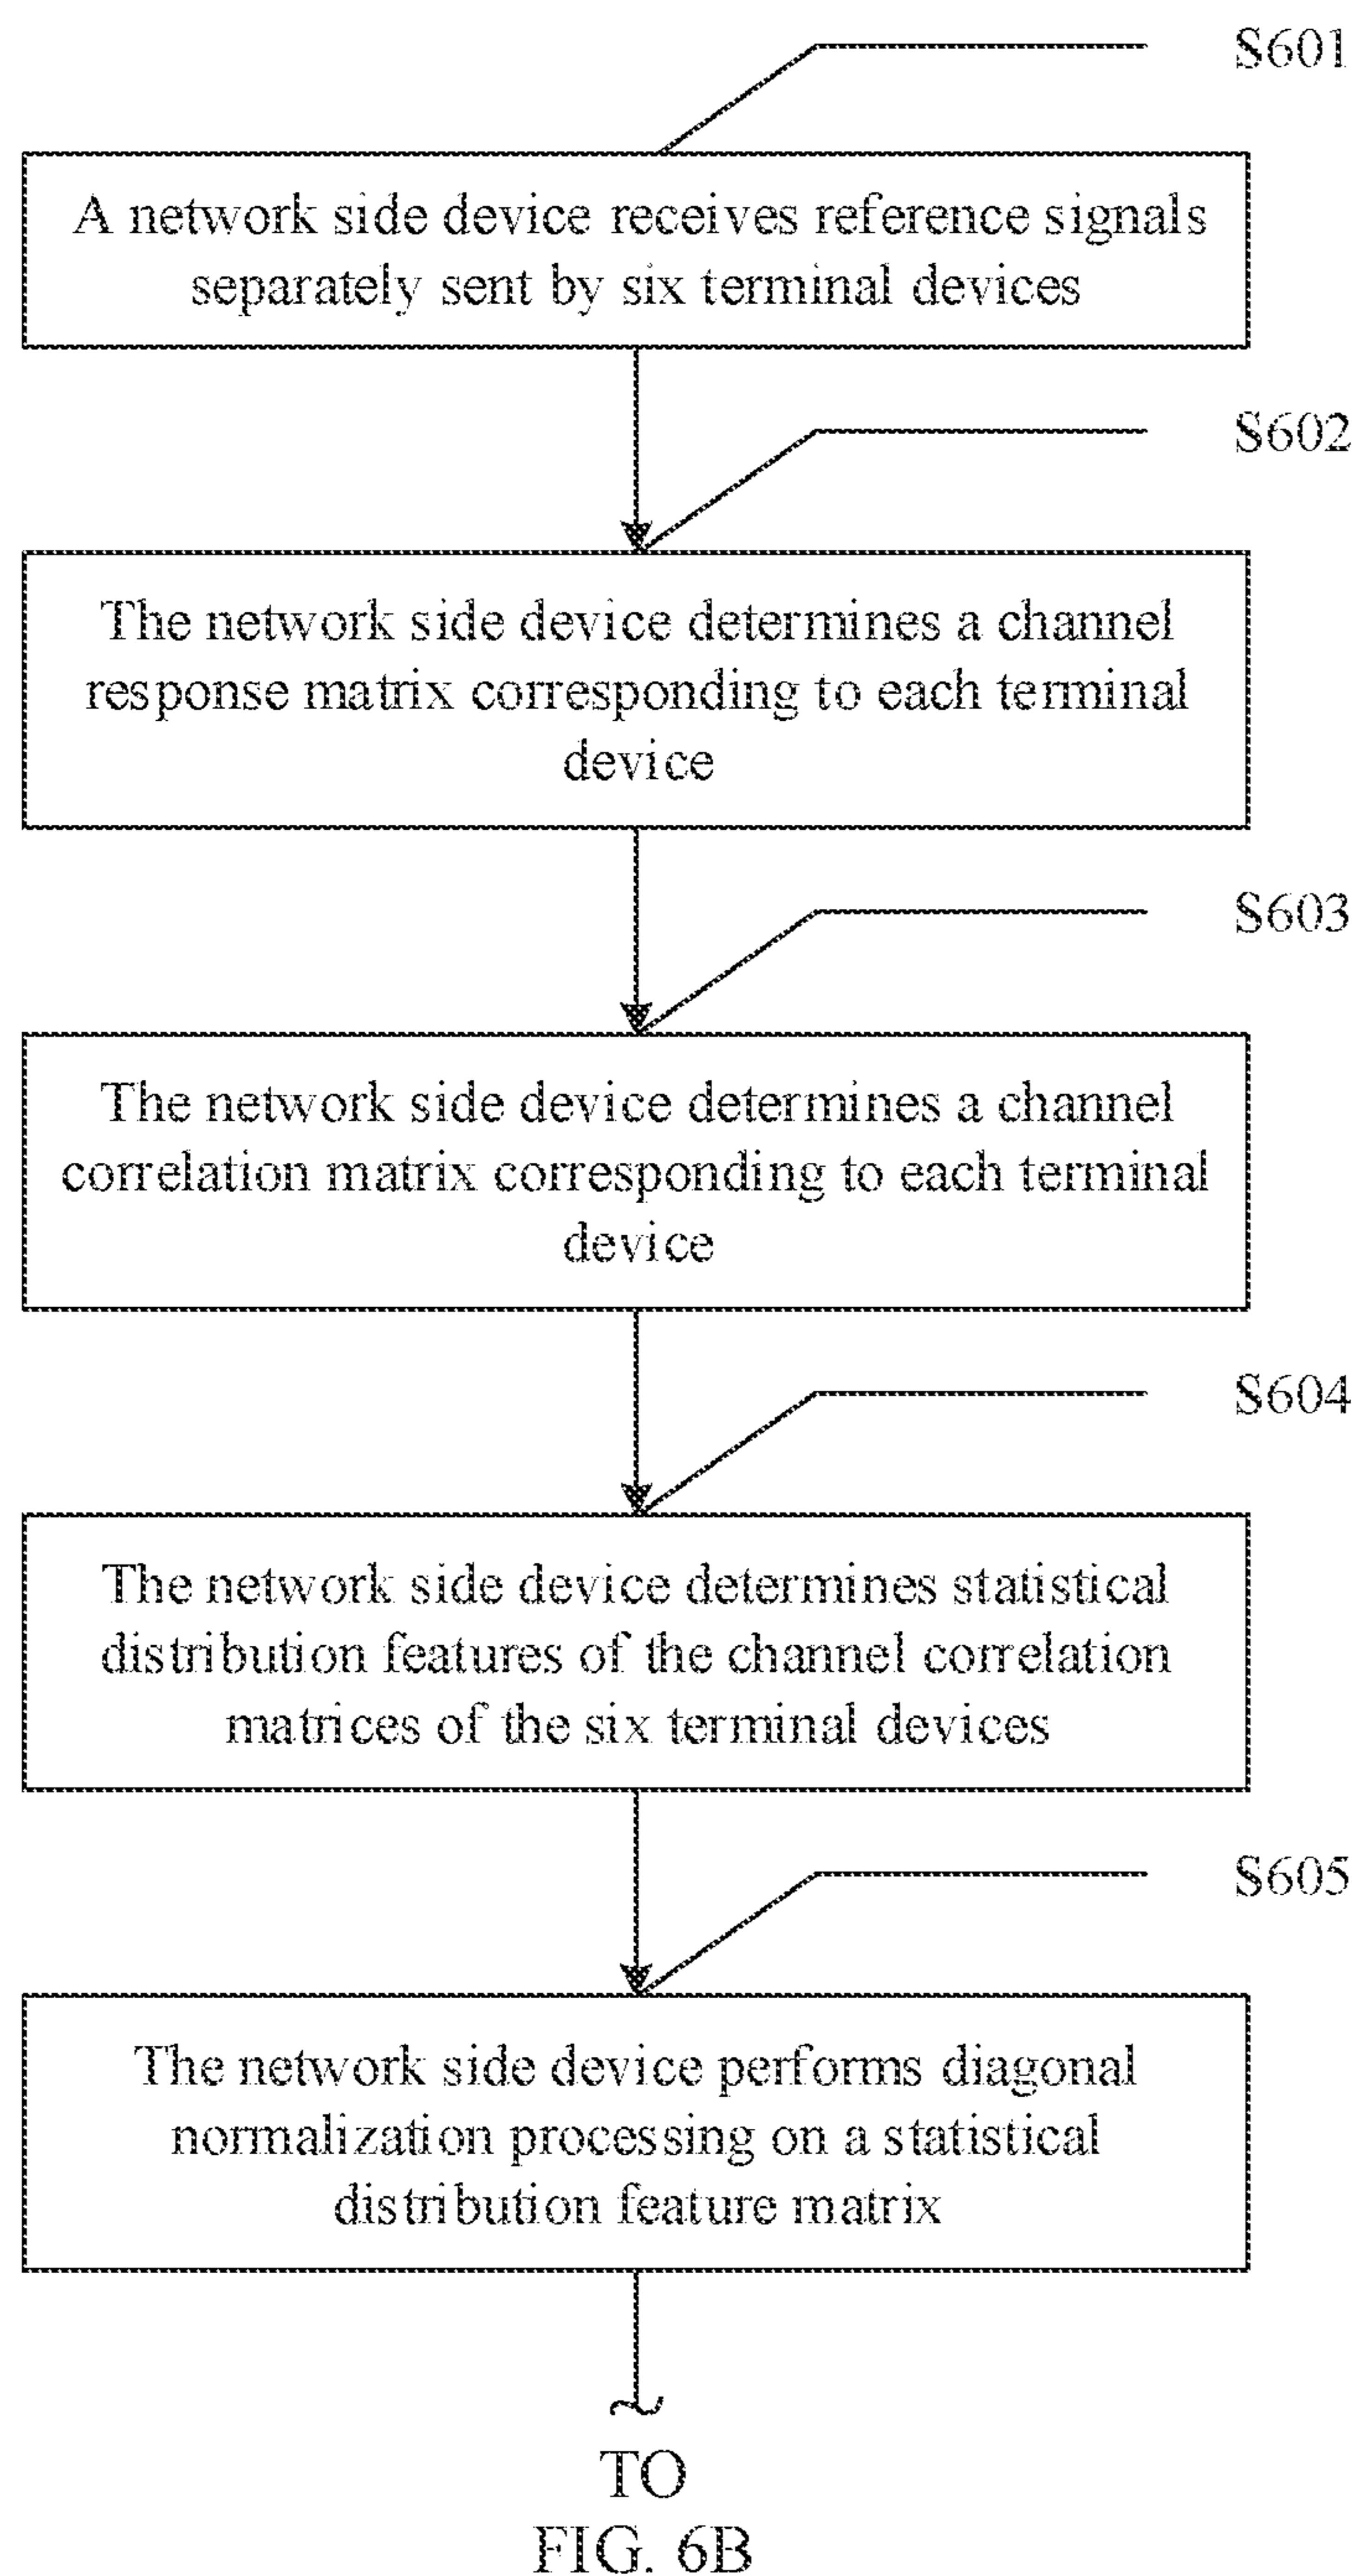 S601
A network side device receives reference signals
separately sent by six terminal devices
S602
The network side device determines a channel
response matrix corresponding to each terminal
device
S603
The network side device determines a channel
correlation matrix corresponding to each terminal
device
S604
The network side device determines statistical
distribution features of the channel correlation
matrices of the six terminal devices
S605
The network side device performs diagonal
normalization processing on a statistical
distribution feature matrix
TO
FIG. 6B